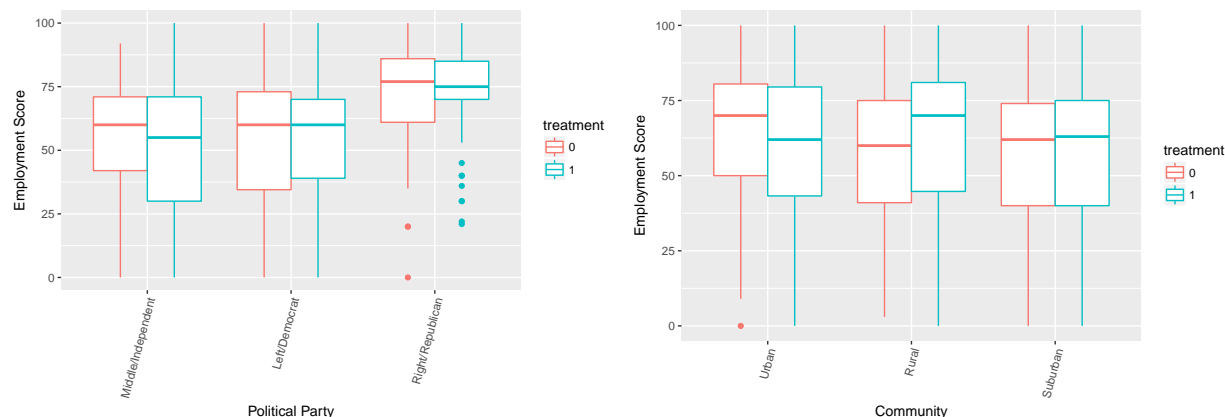 100
75
50
25
0
Employment Score
Middle/Independent
Left/Democrat
Right/Republican
Political Party
treatment
0
1
100
75
50
25
0
Employment Score
Urban
Rural
Suburban
Community
treatment
0
1